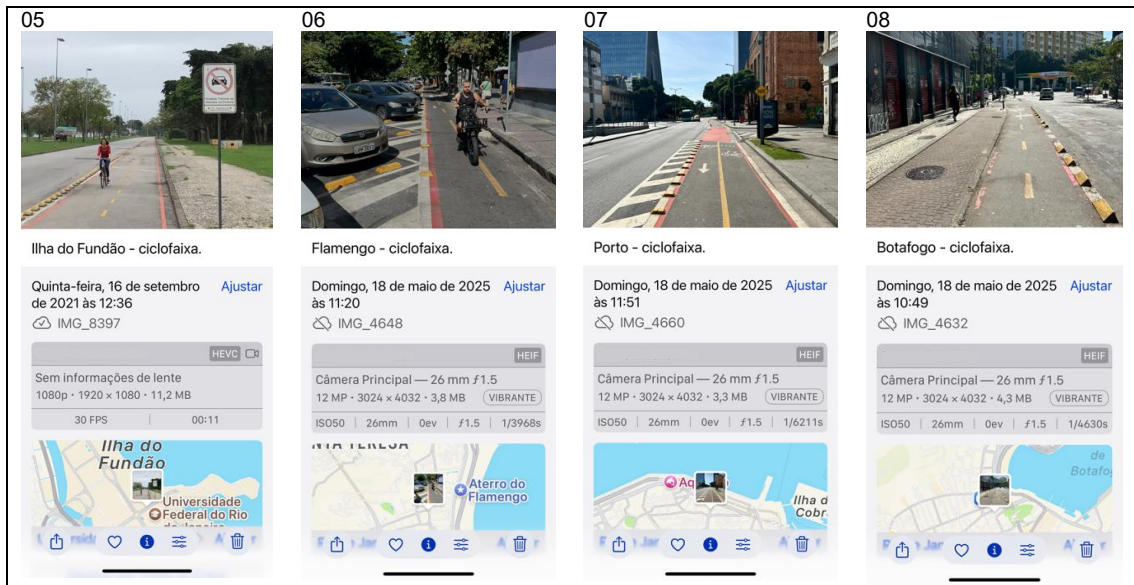 05
06
07
08
Ilha do Fundão - ciclofaixa.
Flamengo - ciclofaixa.
Porto - ciclofaixa.
Botafogo - ciclofaixa.
Quinta-feira, 16 de setembro
de 2021 às 12:36
Ajustar
IMG_8397
HEVC
Sem informações de lente
1080p • 1920 × 1080 • 11,2 MB
30 FPS
00:11
Ilha do
Fundão
Universidade
Federal do Rio
Domingo, 18 de maio de 2025
às 11:20
Ajustar
IMG_4648
HEIF
Câmera Principal — 26 mm ƒ1.5
12 MP • 3024 × 4032 • 3,8 MB
VIBRANTE
ISO50 | 26mm | 0ev | ƒ1.5 | 1/3968s
Aterro do
Flamengo
Domingo, 18 de maio de 2025
às 11:51
Ajustar
IMG_4660
HEIF
Câmera Principal — 26 mm ƒ1.5
12 MP • 3024 × 4032 • 3,3 MB
VIBRANTE
ISO50 | 26mm | 0ev | ƒ1.5 | 1/6211s
Ilha d
Cobr
Domingo, 18 de maio de 2025
às 10:49
Ajustar
IMG_4632
HEIF
Câmera Principal — 26 mm ƒ1.5
12 MP • 3024 × 4032 • 4,3 MB
VIBRANTE
ISO50 | 26mm | 0ev | ƒ1.5 | 1/4630s
de
Botafo